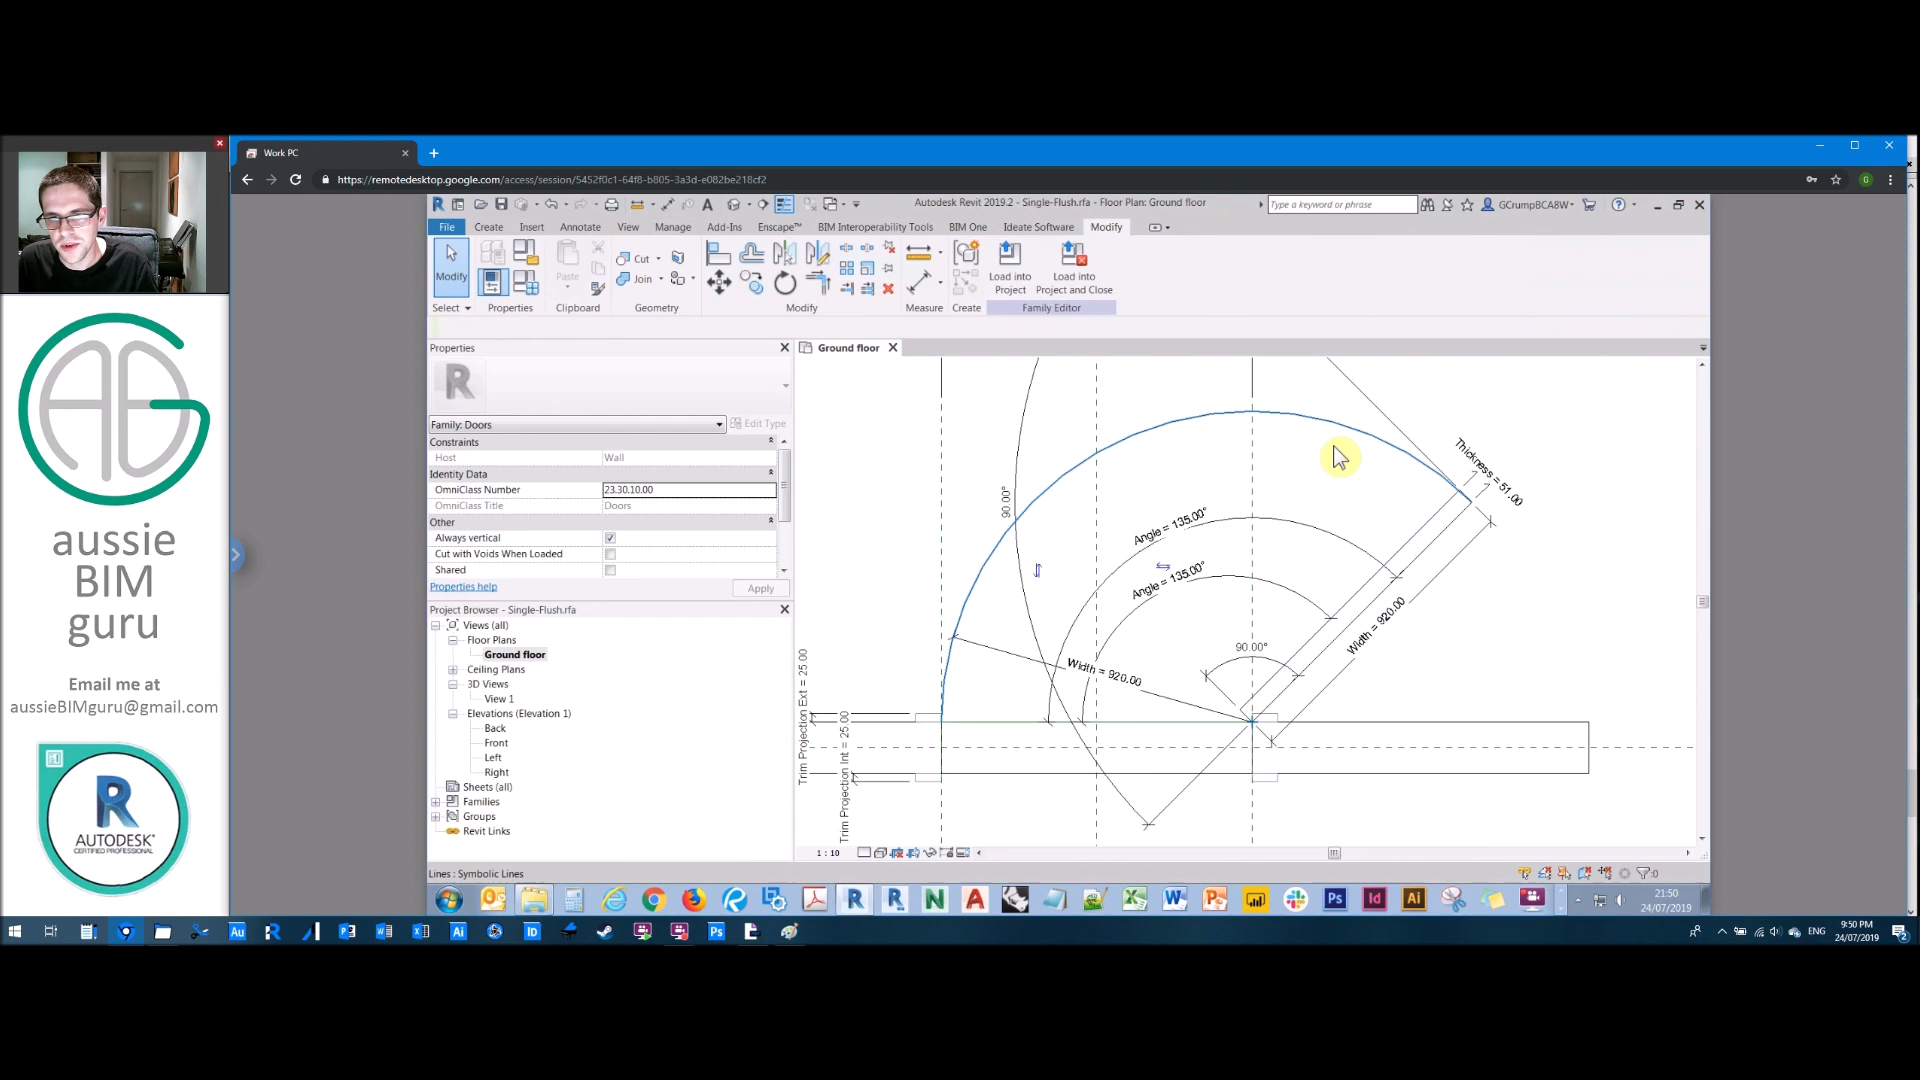 Work PC
https://remotedesktop.google.com/access/session/5452f0c1-64f8-b805-3a3d-e082be218cf2
G
Autodesk Revit 2019.2 - Single-Flush.rfa - Floor Plan: Ground floor
Type a keyword or phrase
GCrumpBCA8W
File Create Insert Annotate View Manage Add-Ins Enscape™ BIM Interoperability Tools BIM One Ideate Software Modify
Modify
Paste
Cut
Join
Load into Project
Load into Project and Close
Select Properties Clipboard Geometry Modify Measure Create Family Editor
Properties
Ground floor
R
Family: Doors
Edit Type
Constraints
Host Wall
Identity Data
OmniClass Number 23.30.10.00
OmniClass Title Doors
Other
Always vertical
Cut with Voids When Loaded
Shared
Properties help
Apply
Project Browser - Single-Flush.rfa
Views (all)
Floor Plans
Ground floor
Ceiling Plans
3D Views
View 1
Elevations (Elevation 1)
Back
Front
Left
Right
Sheets (all)
Families
Groups
Revit Links
Thickness = 51.00
90.00°
Angle = 135.00°
Angle = 135.00°
Width = 920.00
90.00°
Width = 920.00
Trim Projection Ext = 25.00
Trim Projection Int = 25.00
1 : 10
Lines : Symbolic Lines
:0
21:50
24/07/2019
aussie
BIM
guru
Email me at
aussieBIMguru@gmail.com
R
AUTODESK
CERTIFIED PROFESSIONAL
ENG
9:50 PM
24/07/2019